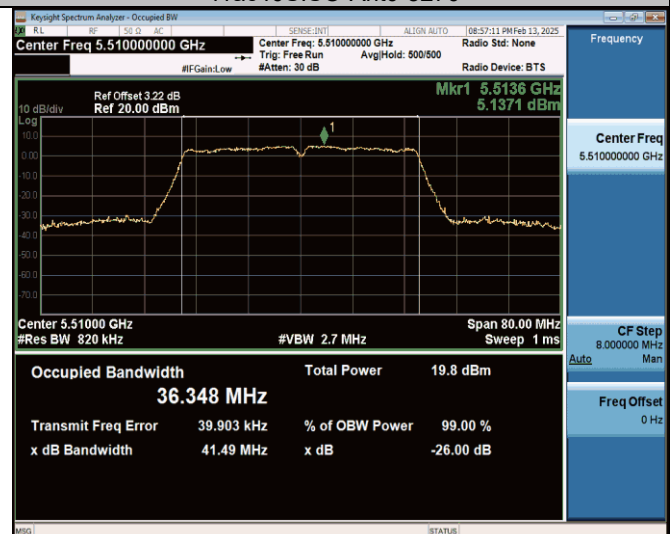 Keysight Spectrum Analyzer - Occupied BW
RL RF 50 Ω AC SENSE:INT ALIGN AUTO 08:57:11 PM Feb 13, 2025
Center Freq 5.510000000 GHz
Center Freq: 5.510000000 GHz
Radio Std: None
Trig: Free Run Avg|Hold: 500/500
#IFGain:Low #Atten: 30 dB Radio Device: BTS
Frequency
Ref Offset 3.22 dB
10 dB/div Ref 20.00 dBm
Mkr1 5.5136 GHz
5.1371 dBm
Log
10.0
0.00
-10.0
-20.0
-30.0
-40.0
-50.0
-60.0
-70.0
1
Center Freq
5.510000000 GHz
Center 5.51000 GHz Span 80.00 MHz
#Res BW 820 kHz #VBW 2.7 MHz Sweep 1 ms
CF Step
8.000000 MHz
Auto Man
Occupied Bandwidth Total Power 19.8 dBm
36.348 MHz
Freq Offset
0 Hz
Transmit Freq Error 39.903 kHz % of OBW Power 99.00 %
x dB Bandwidth 41.49 MHz x dB -26.00 dB
MSG STATUS